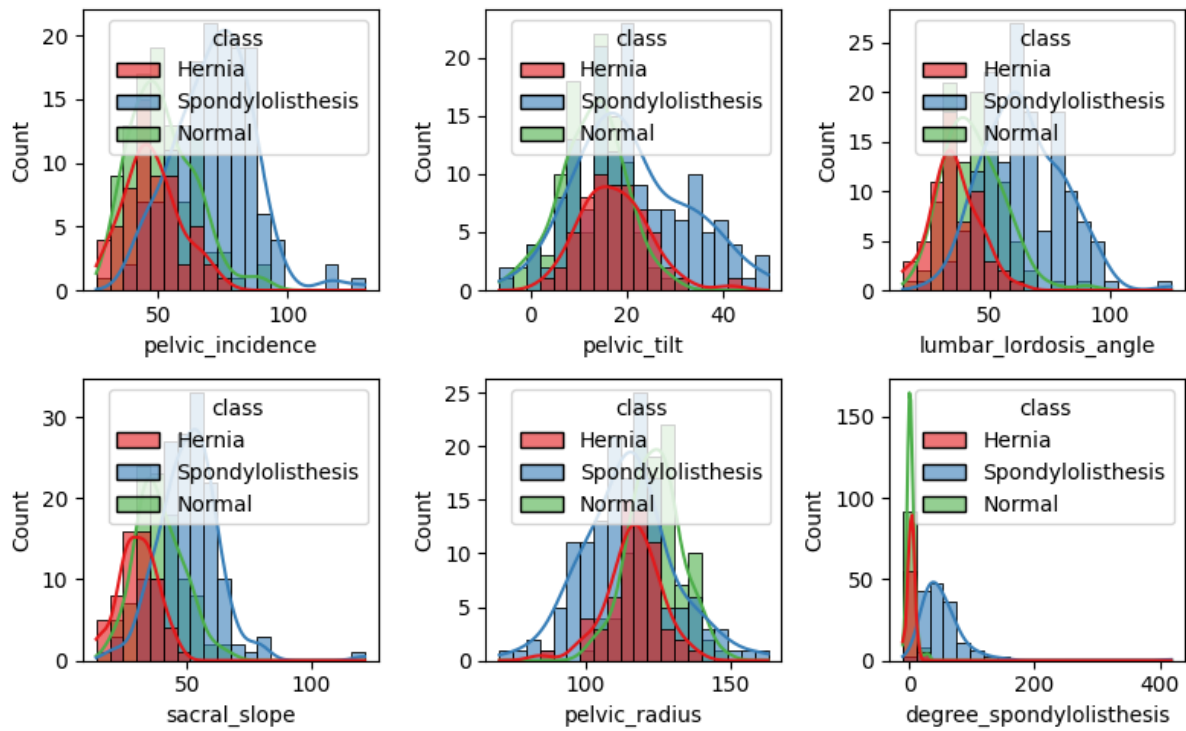 class
Hernia
Spondylolisthesis
Normal
Count
20
15
10
5
0
50
100
pelvic_incidence
class
Hernia
Spondylolisthesis
Normal
Count
20
15
10
5
0
0
20
40
pelvic_tilt
class
Hernia
Spondylolisthesis
Normal
Count
25
20
15
10
5
0
50
100
lumbar_lordosis_angle
class
Hernia
Spondylolisthesis
Normal
Count
30
20
10
0
50
100
sacral_slope
class
Hernia
Spondylolisthesis
Normal
Count
25
20
15
10
5
0
100
150
pelvic_radius
class
Hernia
Spondylolisthesis
Normal
Count
150
100
50
0
0
200
400
degree_spondylolisthesis